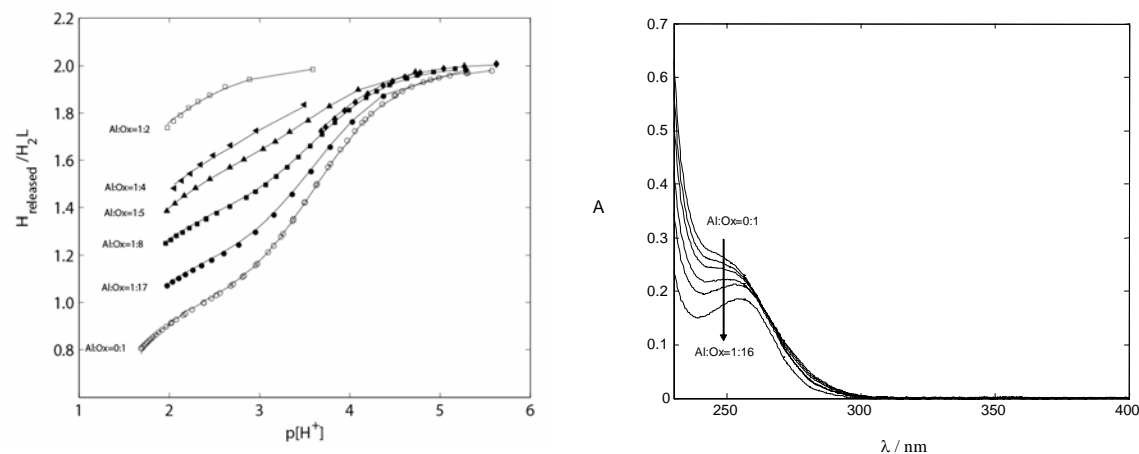 2.2
2.0
1.8
1.6
1.4
1.2
1.0
0.8
H released /H2L
Al:Ox=1:2
Al:Ox=1:4
Al:Ox=1:5
Al:Ox=1:8
Al:Ox=1:17
Al:Ox=0:1
1 2 3 4 5 6
p[H+]
0.7
0.6
0.5
0.4
0.3
0.2
0.1
0
A
Al:Ox=0:1
Al:Ox=1:16
250 300 350 400
λ / nm